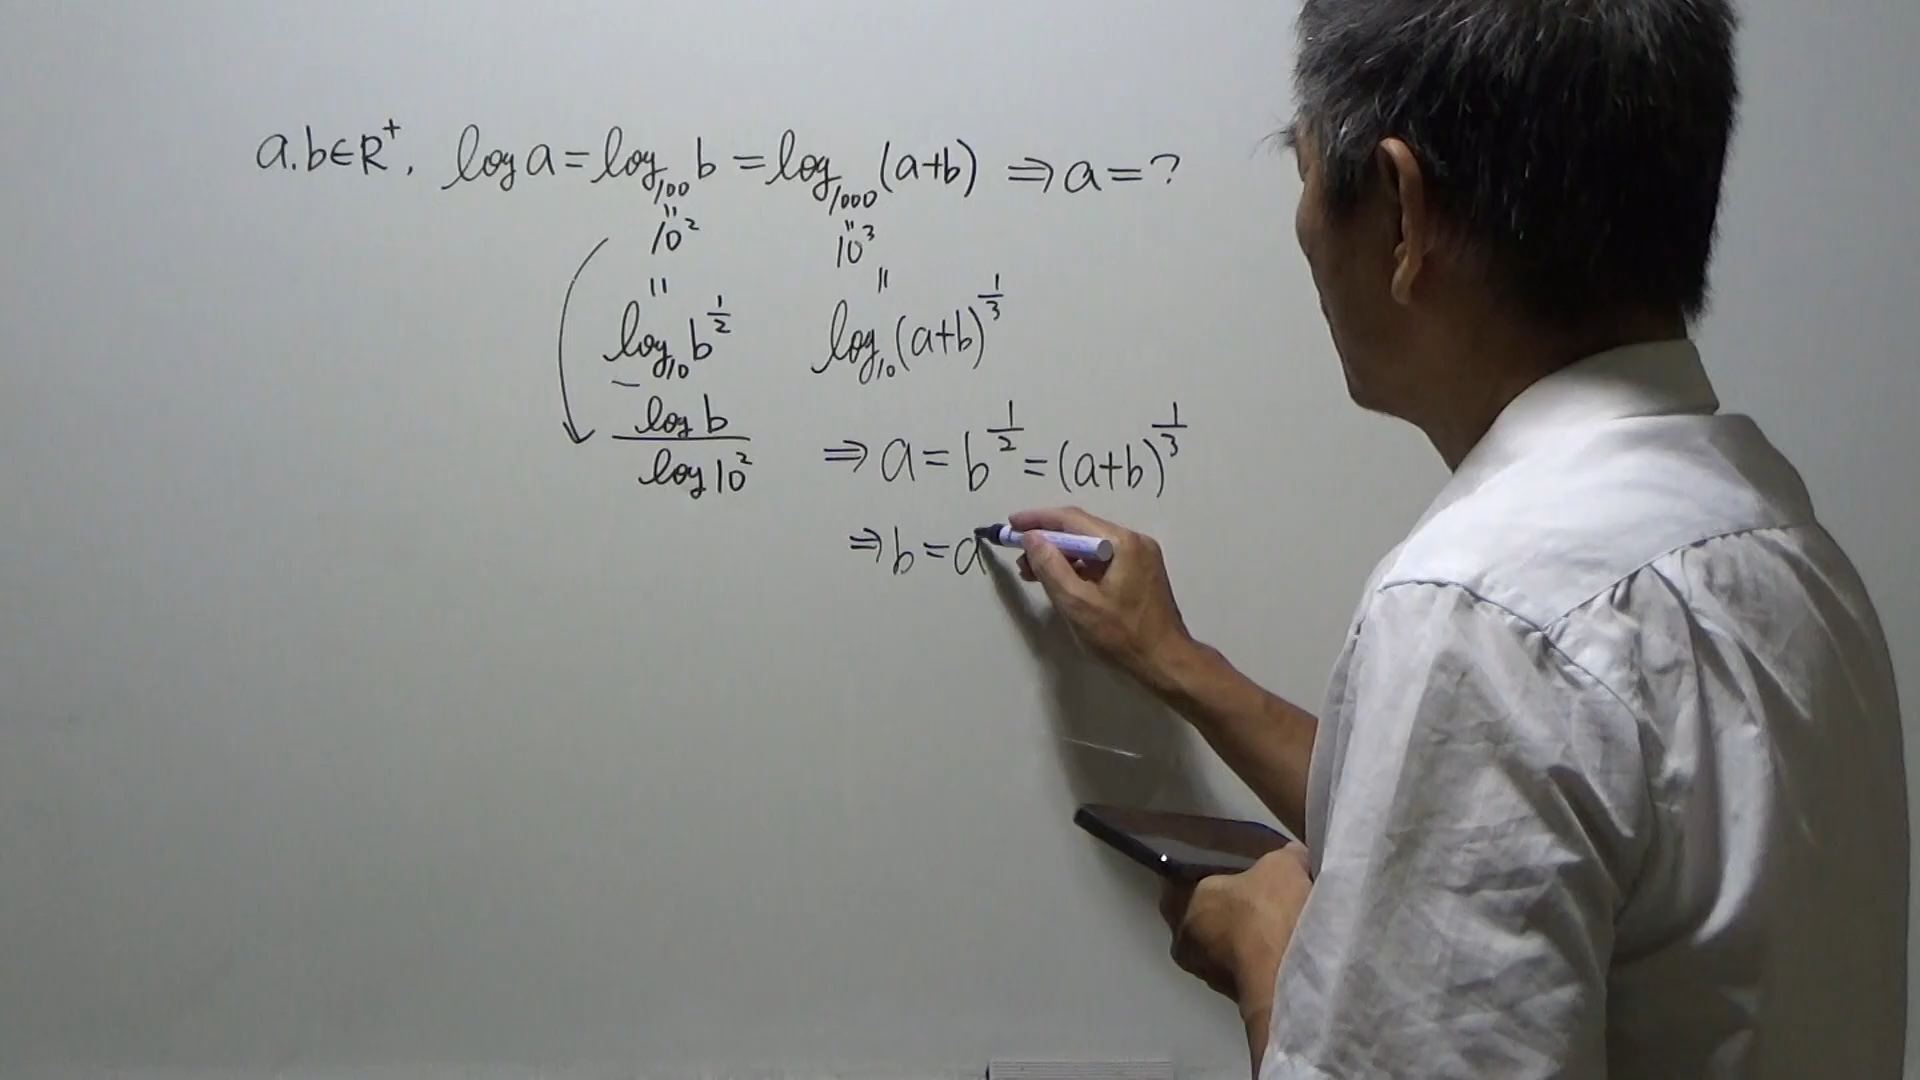 a.b∈R⁺, log a = log₁₀₀ b = log₁₀₀₀ (a+b) ⇒ a = ?
= =
10² 10³
= =
log₁₀ b^(1/2) log₁₀ (a+b)^(1/3)
log b / log 10²
⇒ a = b^(1/2) = (a+b)^(1/3)
⇒ b = a